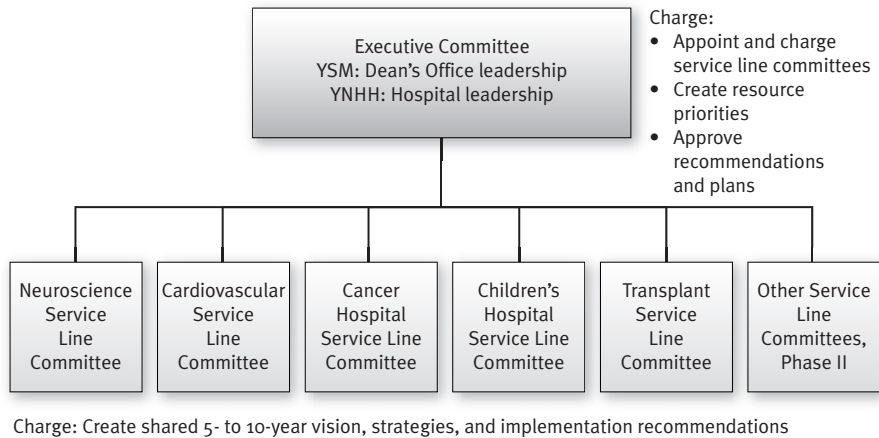 Executive Committee
YSM: Dean’s Office leadership
YNHH: Hospital leadership
Charge:
• Appoint and charge
service line committees
• Create resource
priorities
• Approve
recommendations
and plans
Neuroscience
Service
Line
Committee
Cardiovascular
Service
Line
Committee
Cancer
Hospital
Service Line
Committee
Children’s
Hospital
Service Line
Committee
Transplant
Service
Line
Committee
Other Service
Line
Committees,
Phase II
Charge: Create shared 5- to 10-year vision, strategies, and implementation recommendations